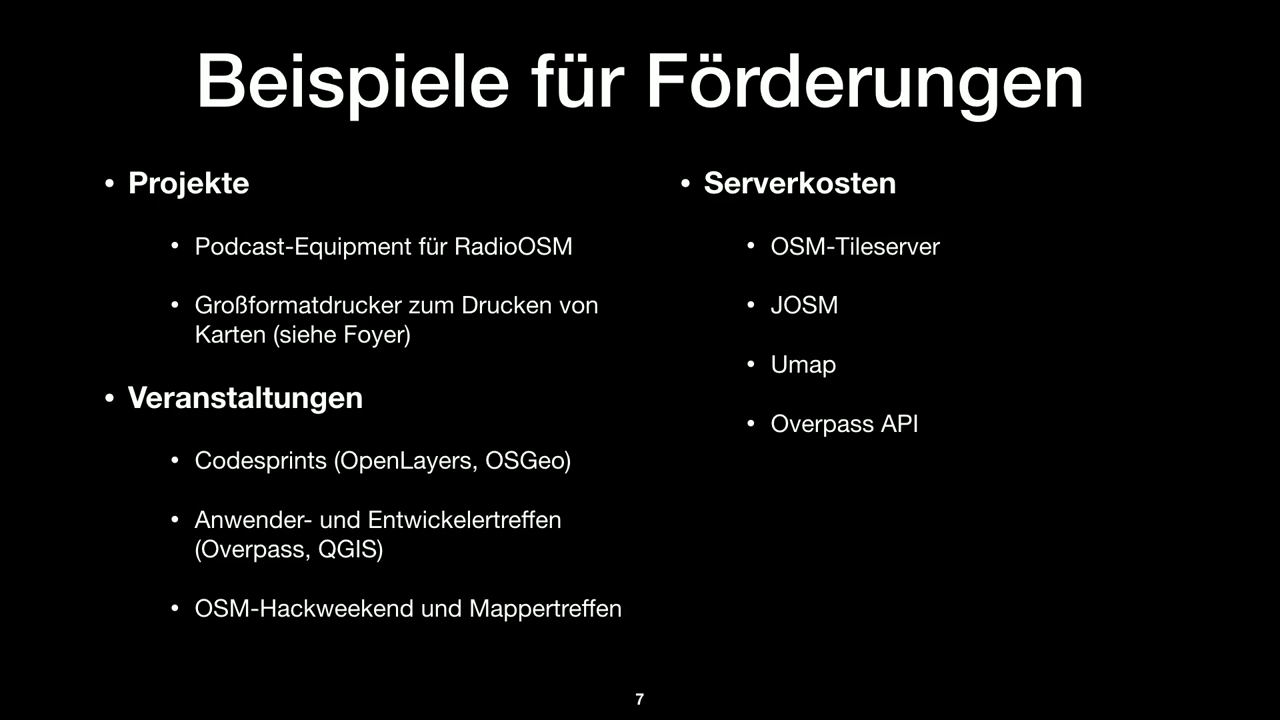 Beispiele für Förderungen
• Projekte
• Podcast-Equipment für RadioOSM
• Großformatdrucker zum Drucken von
Karten (siehe Foyer)
• Veranstaltungen
• Codesprints (OpenLayers, OSGeo)
• Anwender- und Entwickelertreffen
(Overpass, QGIS)
• OSM-Hackweekend und Mappertreffen
• Serverkosten
• OSM-Tileserver
• JOSM
• Umap
• Overpass API
7